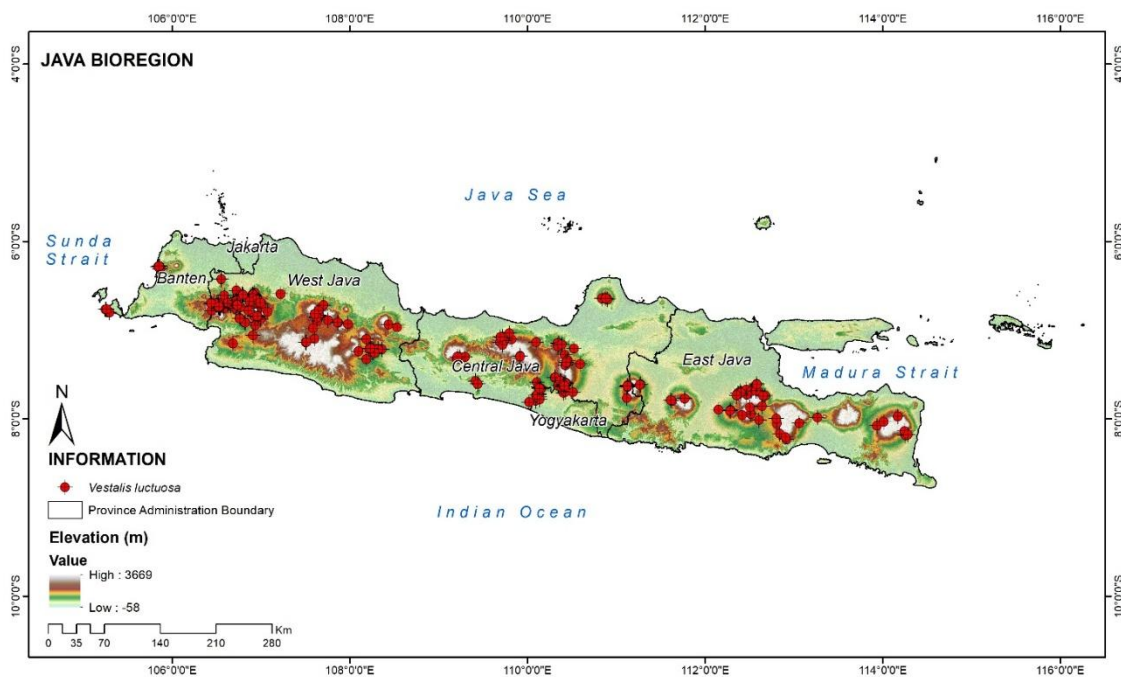 106°0'0"E 108°0'0"E 110°0'0"E 112°0'0"E 114°0'0"E 116°0'0"E
JAVA BIOREGION
4°0'0"S 4°0'0"S
Java Sea
Sunda
Strait
6°0'0"S 6°0'0"S
Jakarta
Banten
West Java
Central Java
East Java
Madura Strait
Yogyakarta
8°0'0"S 8°0'0"S
N
INFORMATION
Vestalis luctuosa
Province Administration Boundary
Indian Ocean
Elevation (m)
Value
High : 3669
Low : -58
10°0'0"S 10°0'0"S
0 35 70 140 210 280 Km
106°0'0"E 108°0'0"E 110°0'0"E 112°0'0"E 114°0'0"E 116°0'0"E